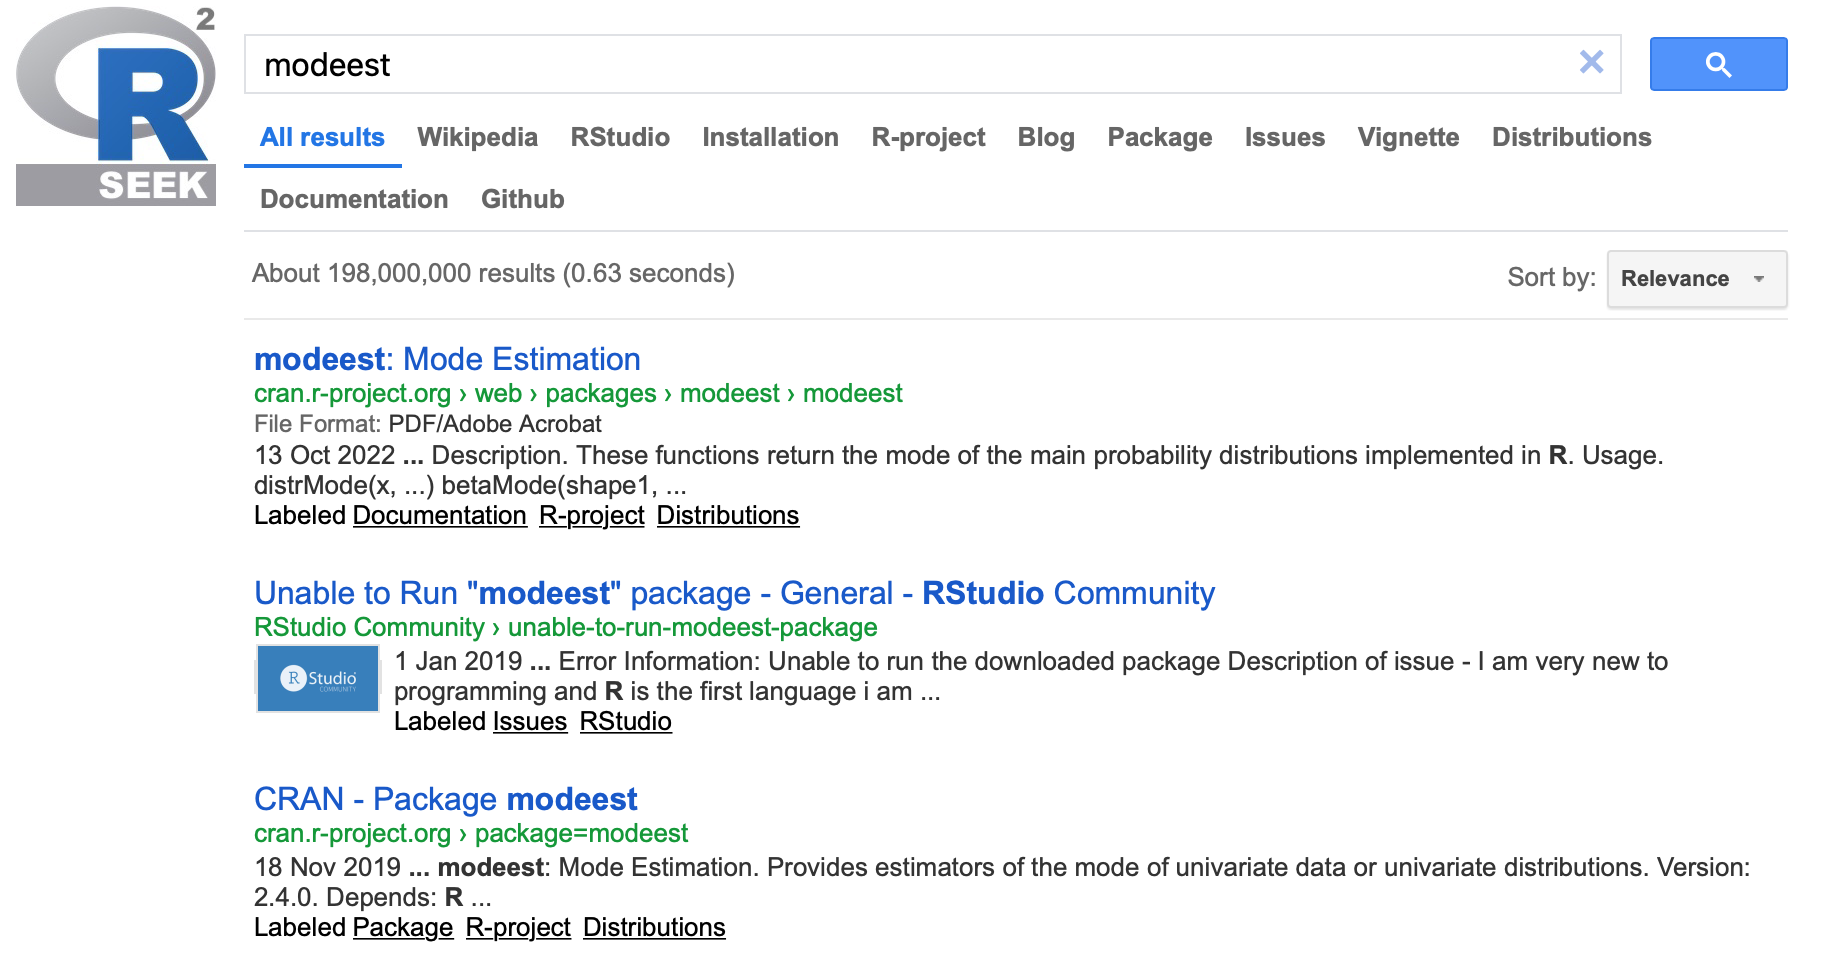 R 2
SEEK
modeest
All results Wikipedia RStudio Installation R-project Blog Package Issues Vignette Distributions
Documentation Github
About 198,000,000 results (0.63 seconds)
Sort by: Relevance
modeest: Mode Estimation
cran.r-project.org › web › packages › modeest › modeest
File Format: PDF/Adobe Acrobat
13 Oct 2022 ... Description. These functions return the mode of the main probability distributions implemented in R. Usage.
distrMode(x, ...) betaMode(shape1, ...
Labeled Documentation R-project Distributions
Unable to Run "modeest" package - General - RStudio Community
RStudio Community › unable-to-run-modeest-package
R Studio
COMMUNITY
1 Jan 2019 ... Error Information: Unable to run the downloaded package Description of issue - I am very new to
programming and R is the first language i am ...
Labeled Issues RStudio
CRAN - Package modeest
cran.r-project.org › package=modeest
18 Nov 2019 ... modeest: Mode Estimation. Provides estimators of the mode of univariate data or univariate distributions. Version:
2.4.0. Depends: R ...
Labeled Package R-project Distributions